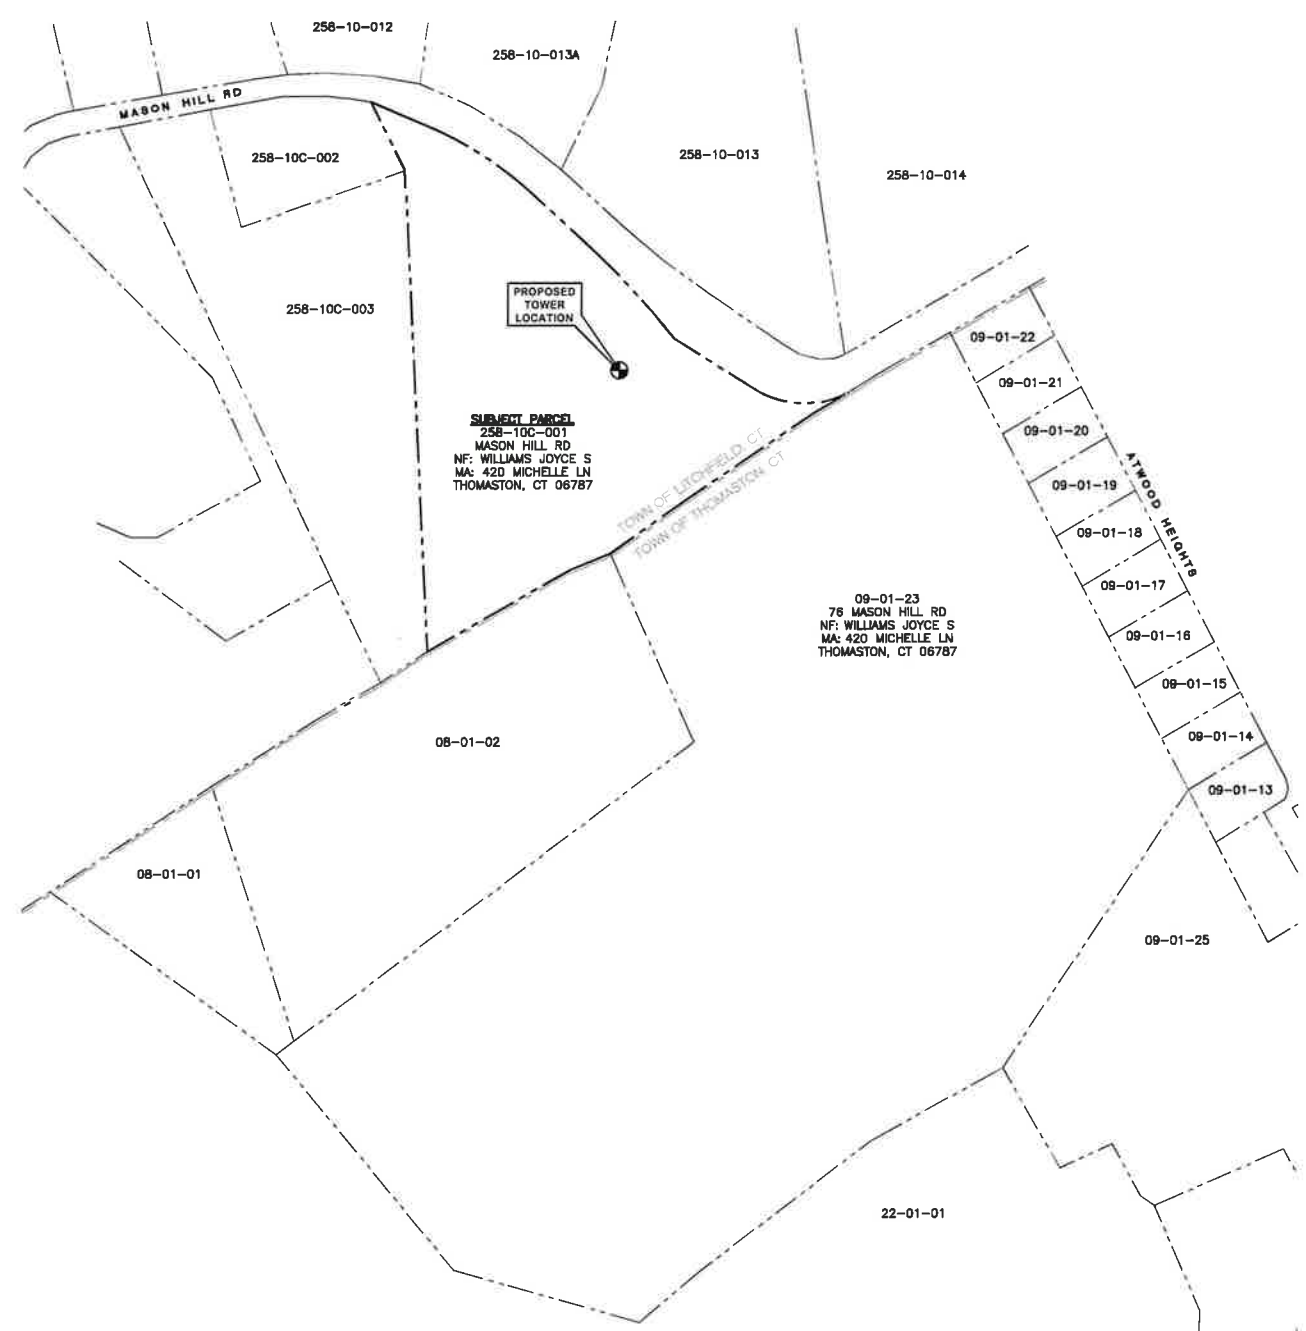 258-10-012
258-10-013A
MASON HILL RD
258-10C-002
258-10-013
258-10-014
258-10C-003
PROPOSED
TOWER
LOCATION
SUBJECT PARCEL
258-10C-001
MASON HILL RD
NF: WILLIAMS JOYCE S
MA: 420 MICHELLE LN
THOMASTON, CT 06787
TOWN OF LITCHFIELD, CT
TOWN OF THOMASTON, CT
09-01-22
09-01-21
09-01-20
09-01-19
09-01-18
09-01-17
09-01-16
09-01-15
09-01-14
09-01-13
ATWOOD HEIGHTS
09-01-23
76 MASON HILL RD
NF: WILLIAMS JOYCE S
MA: 420 MICHELLE LN
THOMASTON, CT 06787
08-01-02
08-01-01
09-01-25
22-01-01